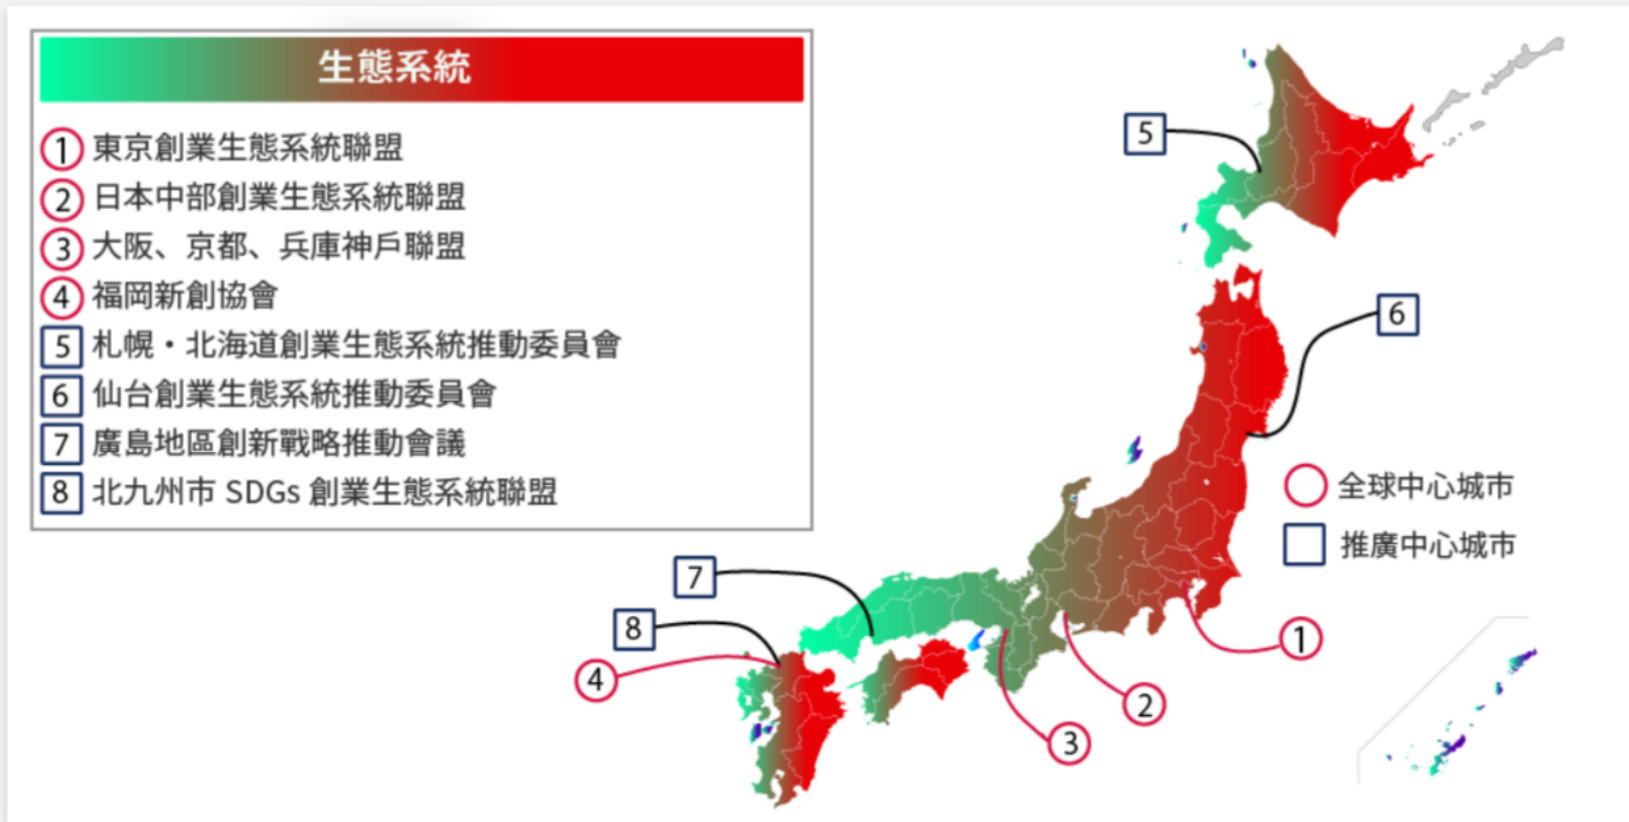 生態系統
1 東京創業生態系統聯盟
2 日本中部創業生態系統聯盟
3 大阪、京都、兵庫神戶聯盟
4 福岡新創協會
5 札幌・北海道創業生態系統推動委員會
6 仙台創業生態系統推動委員會
7 廣島地區創新戰略推動會議
8 北九州市 SDGs 創業生態系統聯盟
5
6
全球中心城市
推廣中心城市
7
8
4
1
2
3